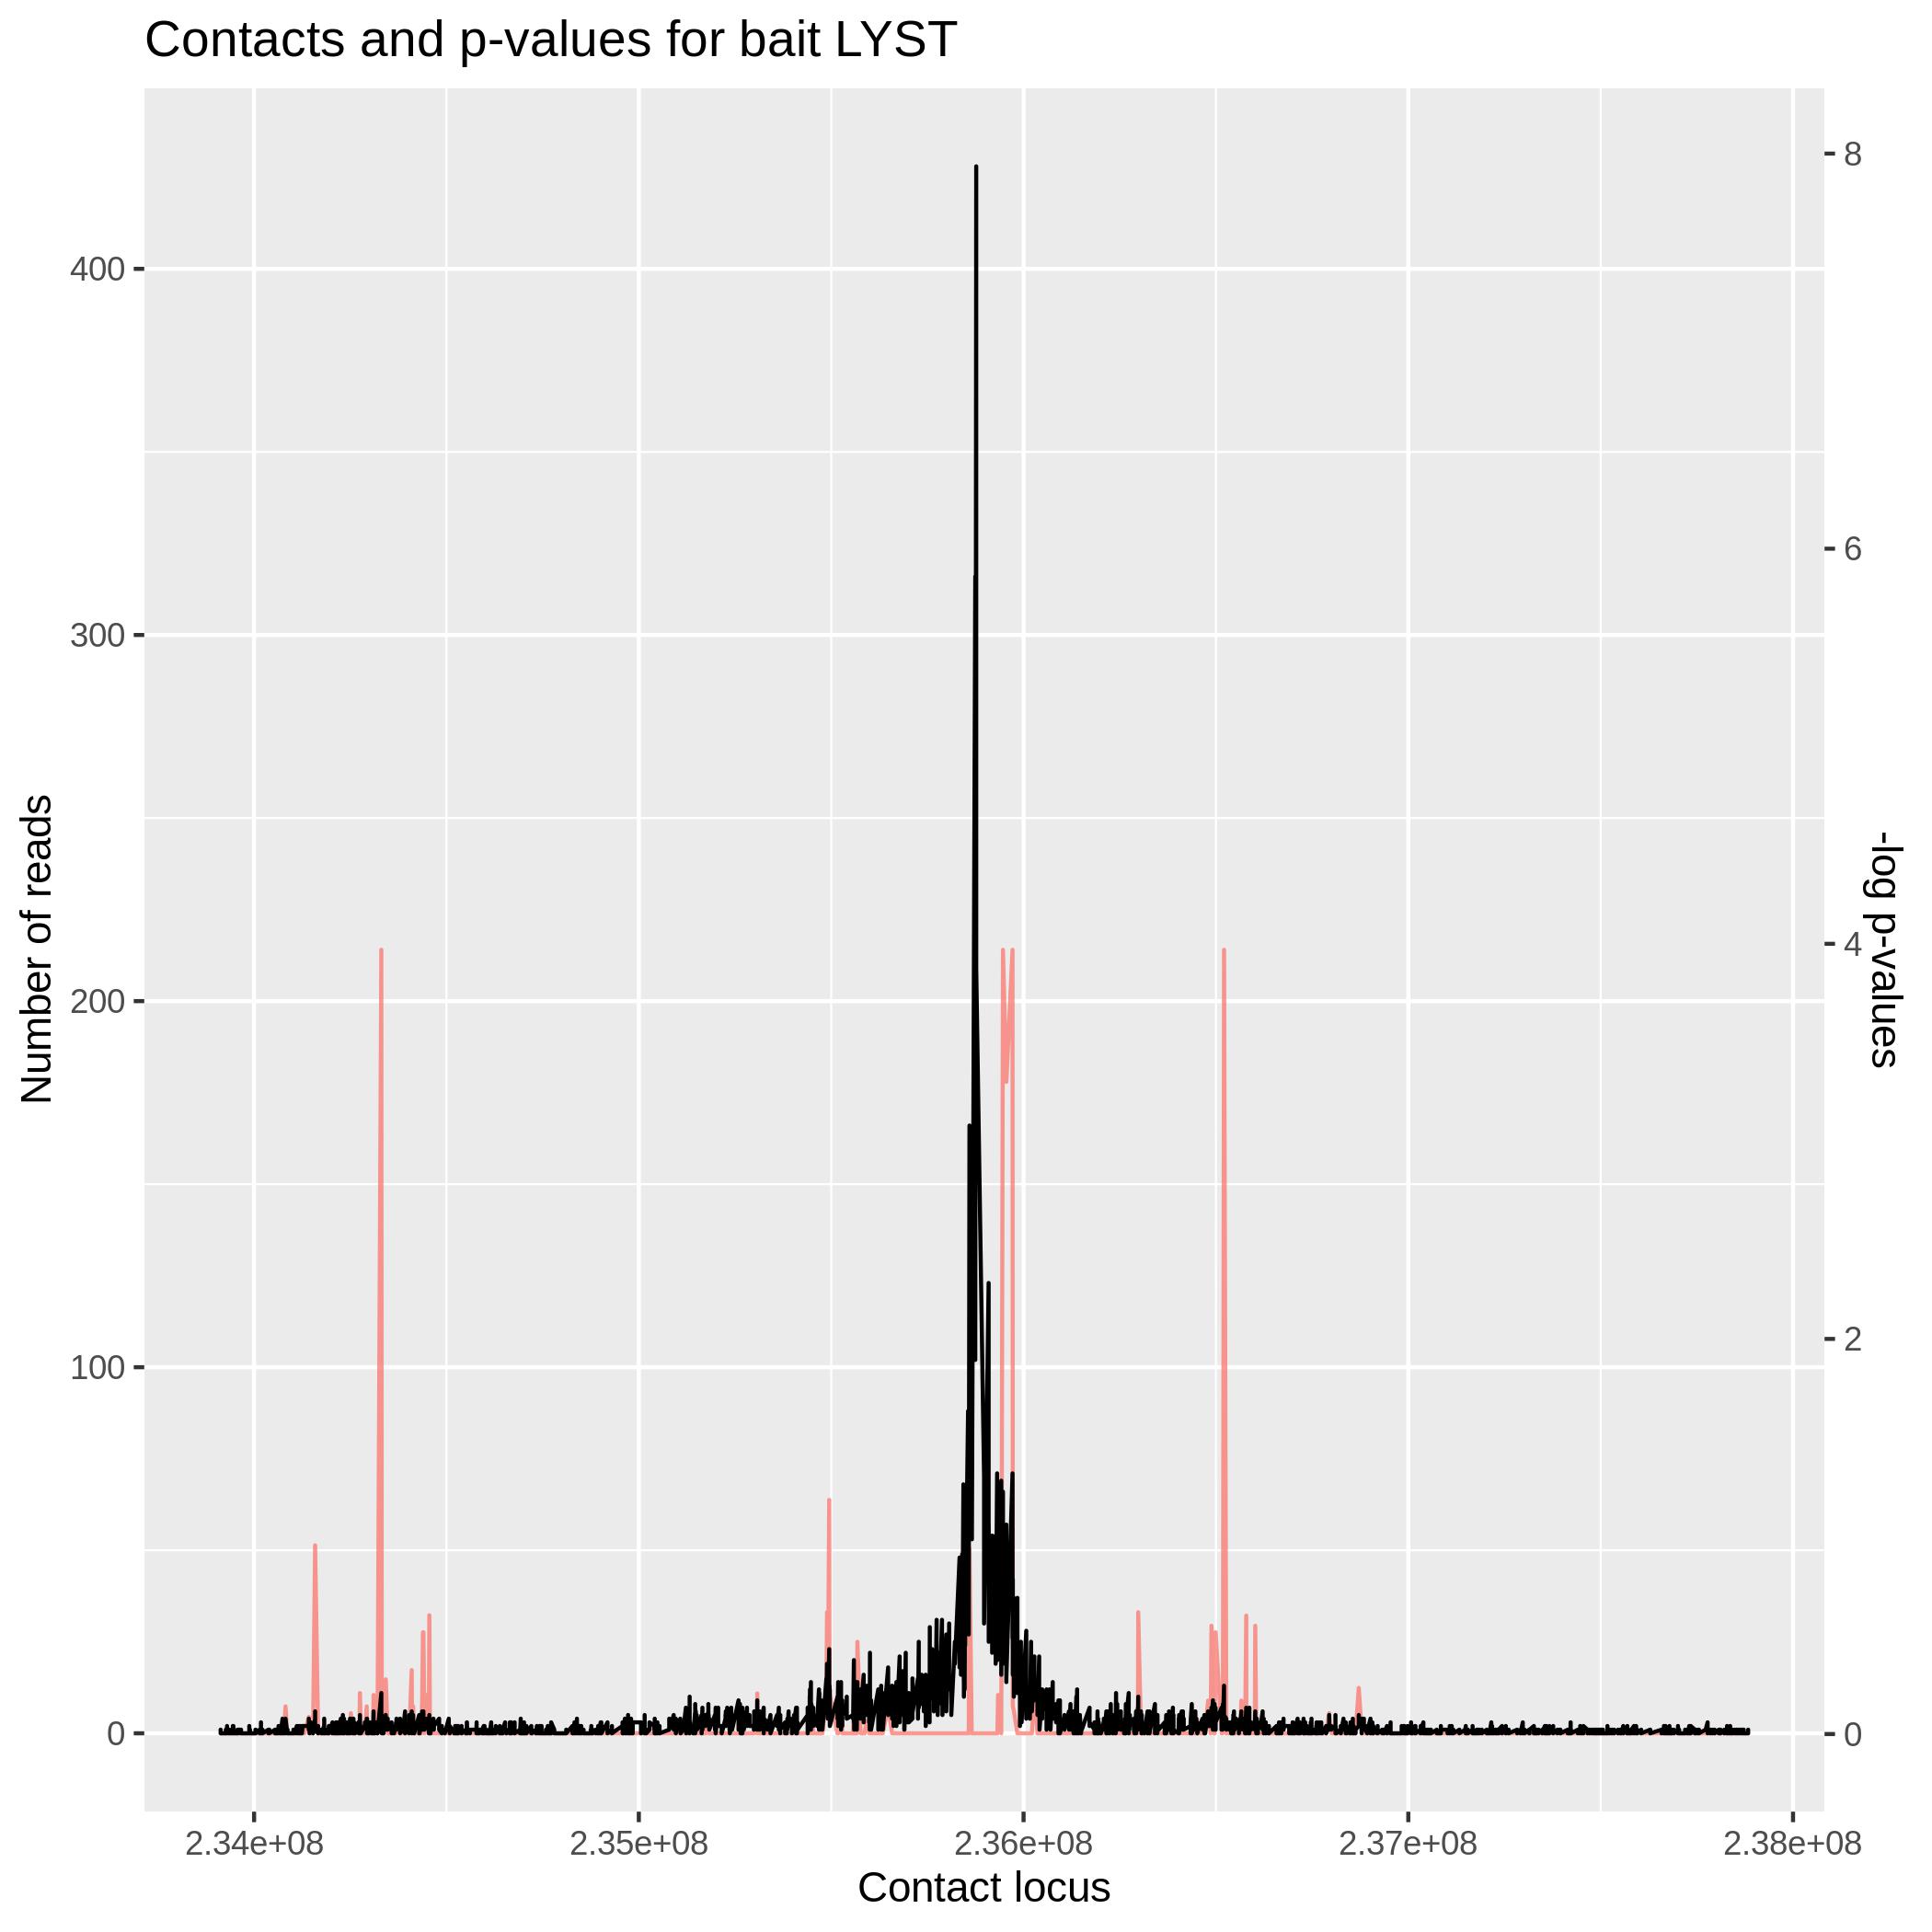 Contacts and p-values for bait LYST
Number of reads
400
300
200
100
0
8
6
4
2
0
-log p-values
2.34e+08
2.35e+08
2.36e+08
2.37e+08
2.38e+08
Contact locus